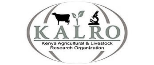 KALRO
Kenya Agricultural & Livestock
Research Organization